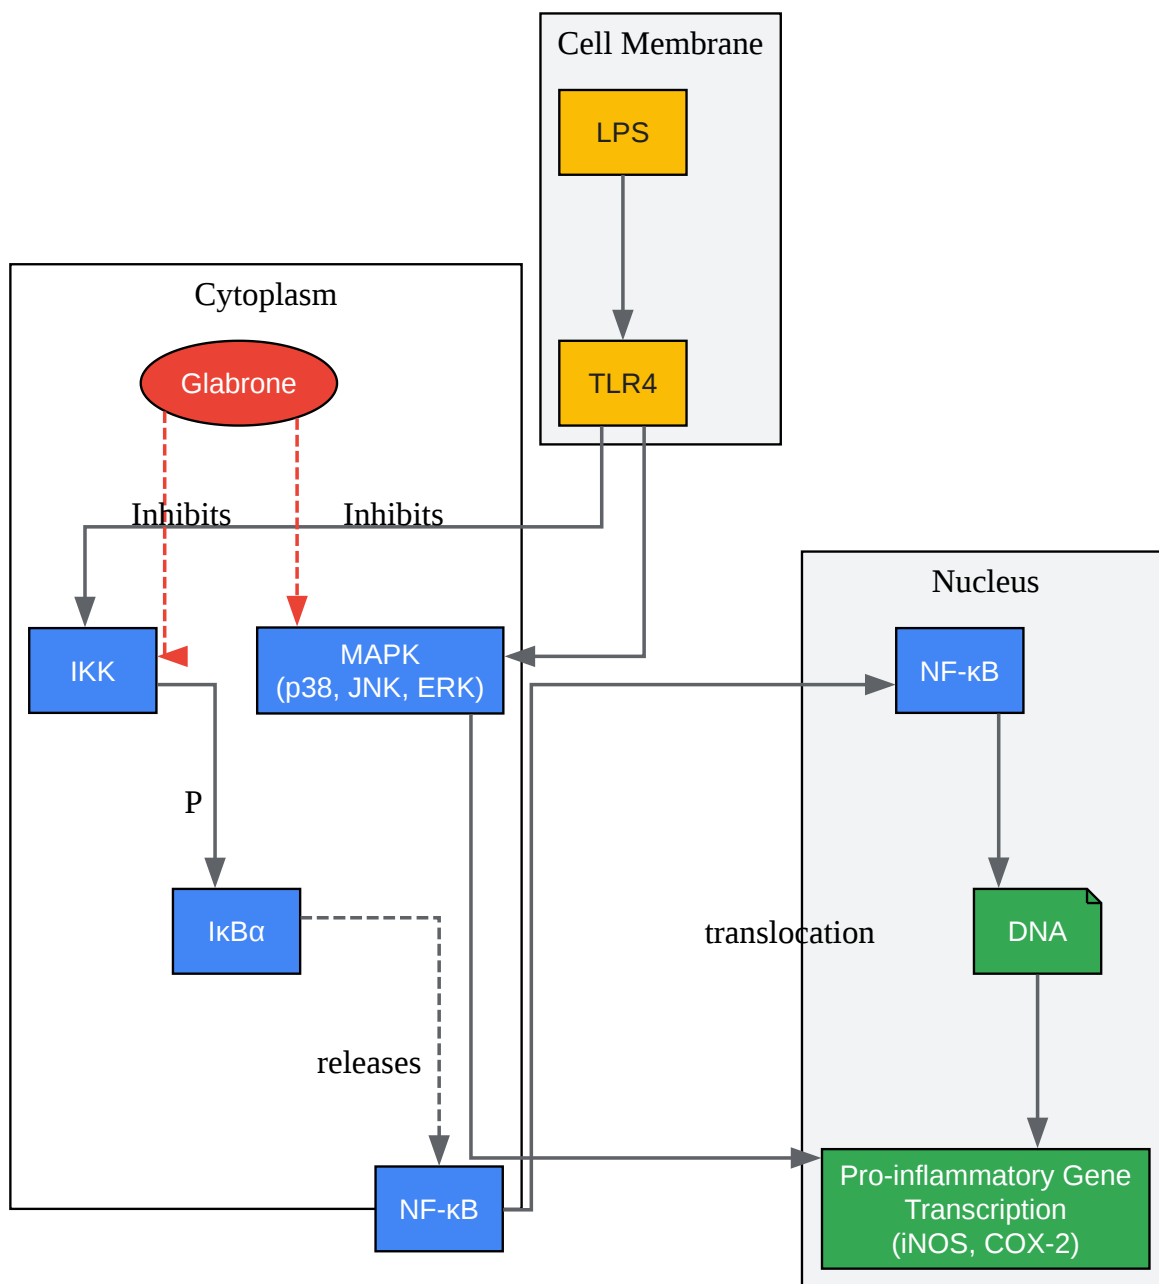 Cell Membrane
LPS
Cytoplasm
Glabrone
TLR4
Inhibits
Inhibits
Nucleus
IKK
MAPK
(p38, JNK, ERK)
NF-κB
P
IκBα
translocation
DNA
releases
NF-κB
Pro-inflammatory Gene
Transcription
(iNOS, COX-2)